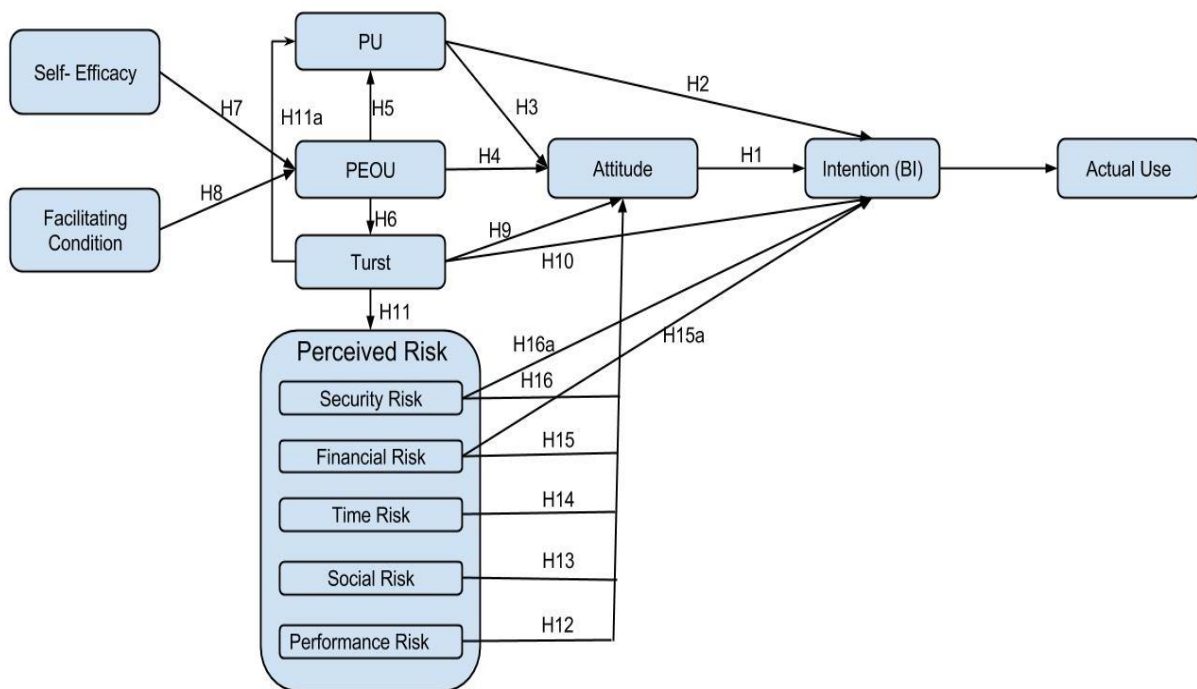 PU
Self- Efficacy
H2
H7
H3
H11a
H5
PEOU
H4
Attitude
H1
Intention (BI)
Actual Use
H8
Facilitating
Condition
H6
H9
Turst
H10
H11
Perceived Risk
H16a
H15a
Security Risk
H16
Financial Risk
H15
Time Risk
H14
Social Risk
H13
Performance Risk
H12